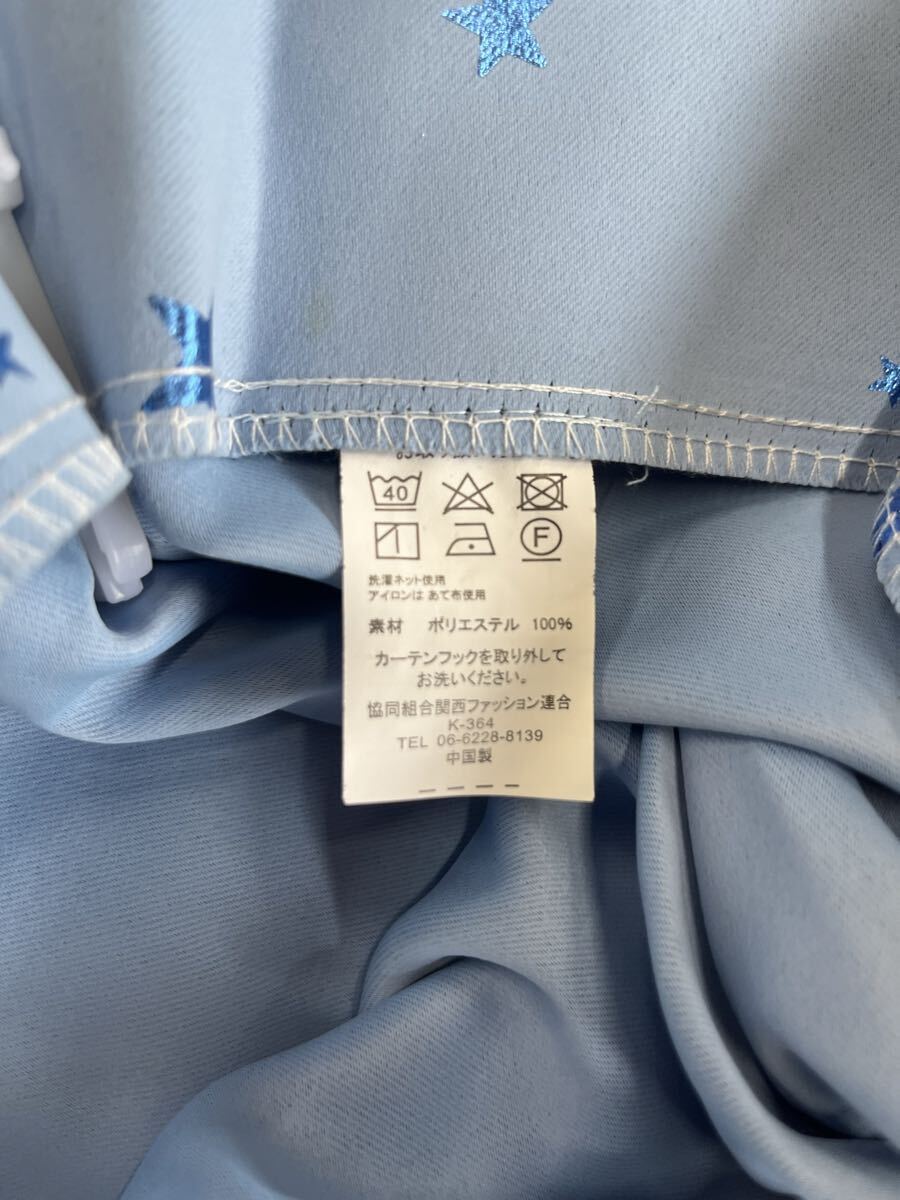 40
F
洗濯ネット使用
アイロンは あて布使用
素材 ポリエステル 100%
カーテンフックを取り外して
お洗いください。
協同組合関西ファッション連合
K-364
TEL 06-6228-8139
中国製